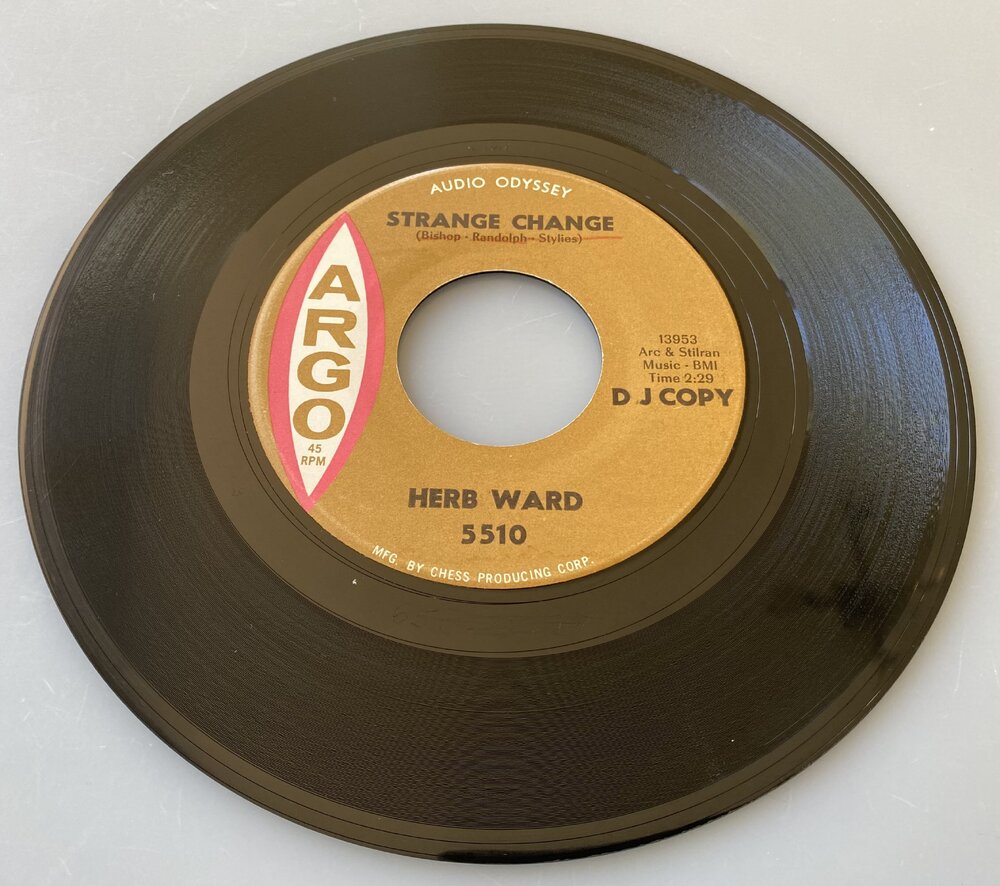 AUDIO ODYSSEY
STRANGE CHANGE
(Bishop - Randolph - Stylies)
ARGO
45
RPM
13953
Arc & Stilran
Music - BMI
Time 2:29
D J COPY
HERB WARD
5510
MFG. BY CHESS PRODUCING CORP.